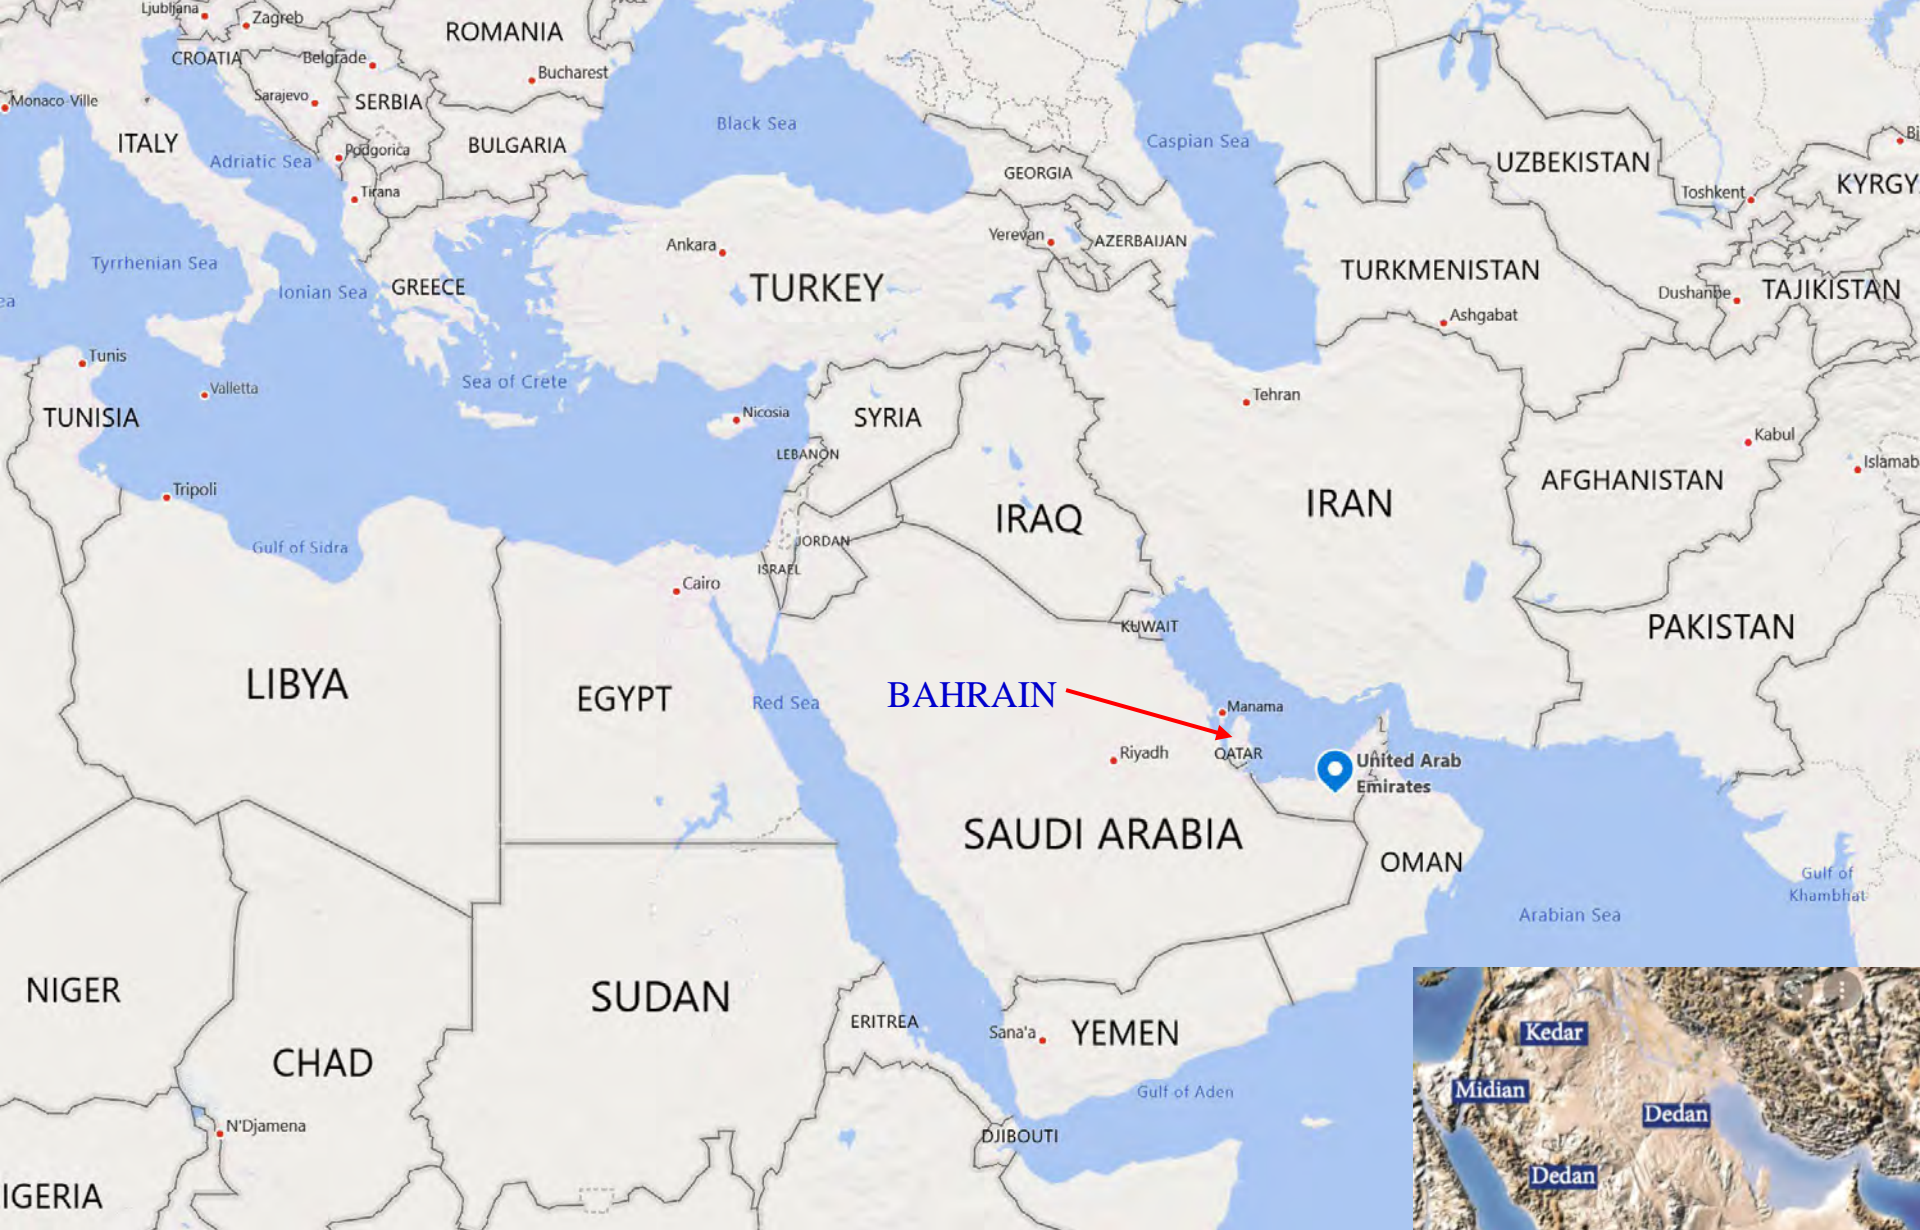 Ljubljana
Zagreb
CROATIA
Belgrade
ROMANIA
Bucharest
Monaco-Ville
Sarajevo
SERBIA
ITALY
Adriatic Sea
Podgorica
BULGARIA
Black Sea
Caspian Sea
GEORGIA
UZBEKISTAN
Toshkent
Bi
KYRGY
Tirana
Tyrrhenian Sea
Ionian Sea
GREECE
Ankara
TURKEY
Yerevan
AZERBAIJAN
TURKMENISTAN
Ashgabat
Dushanbe
TAJIKISTAN
ea
Tunis
Valletta
TUNISIA
Sea of Crete
Nicosia
SYRIA
LEBANON
Tehran
Kabul
Islamab
AFGHANISTAN
Tripoli
Gulf of Sidra
IRAQ
IRAN
JORDAN
ISRAEL
Cairo
KUWAIT
PAKISTAN
LIBYA
EGYPT
Red Sea
BAHRAIN
Manama
Riyadh
QATAR
United Arab
Emirates
SAUDI ARABIA
OMAN
Gulf of
Khambhat
Arabian Sea
NIGER
CHAD
SUDAN
ERITREA
Sana'a
YEMEN
Gulf of Aden
N'Djamena
DJIBOUTI
IGERIA
Kedar
Midian
Dedan
Dedan